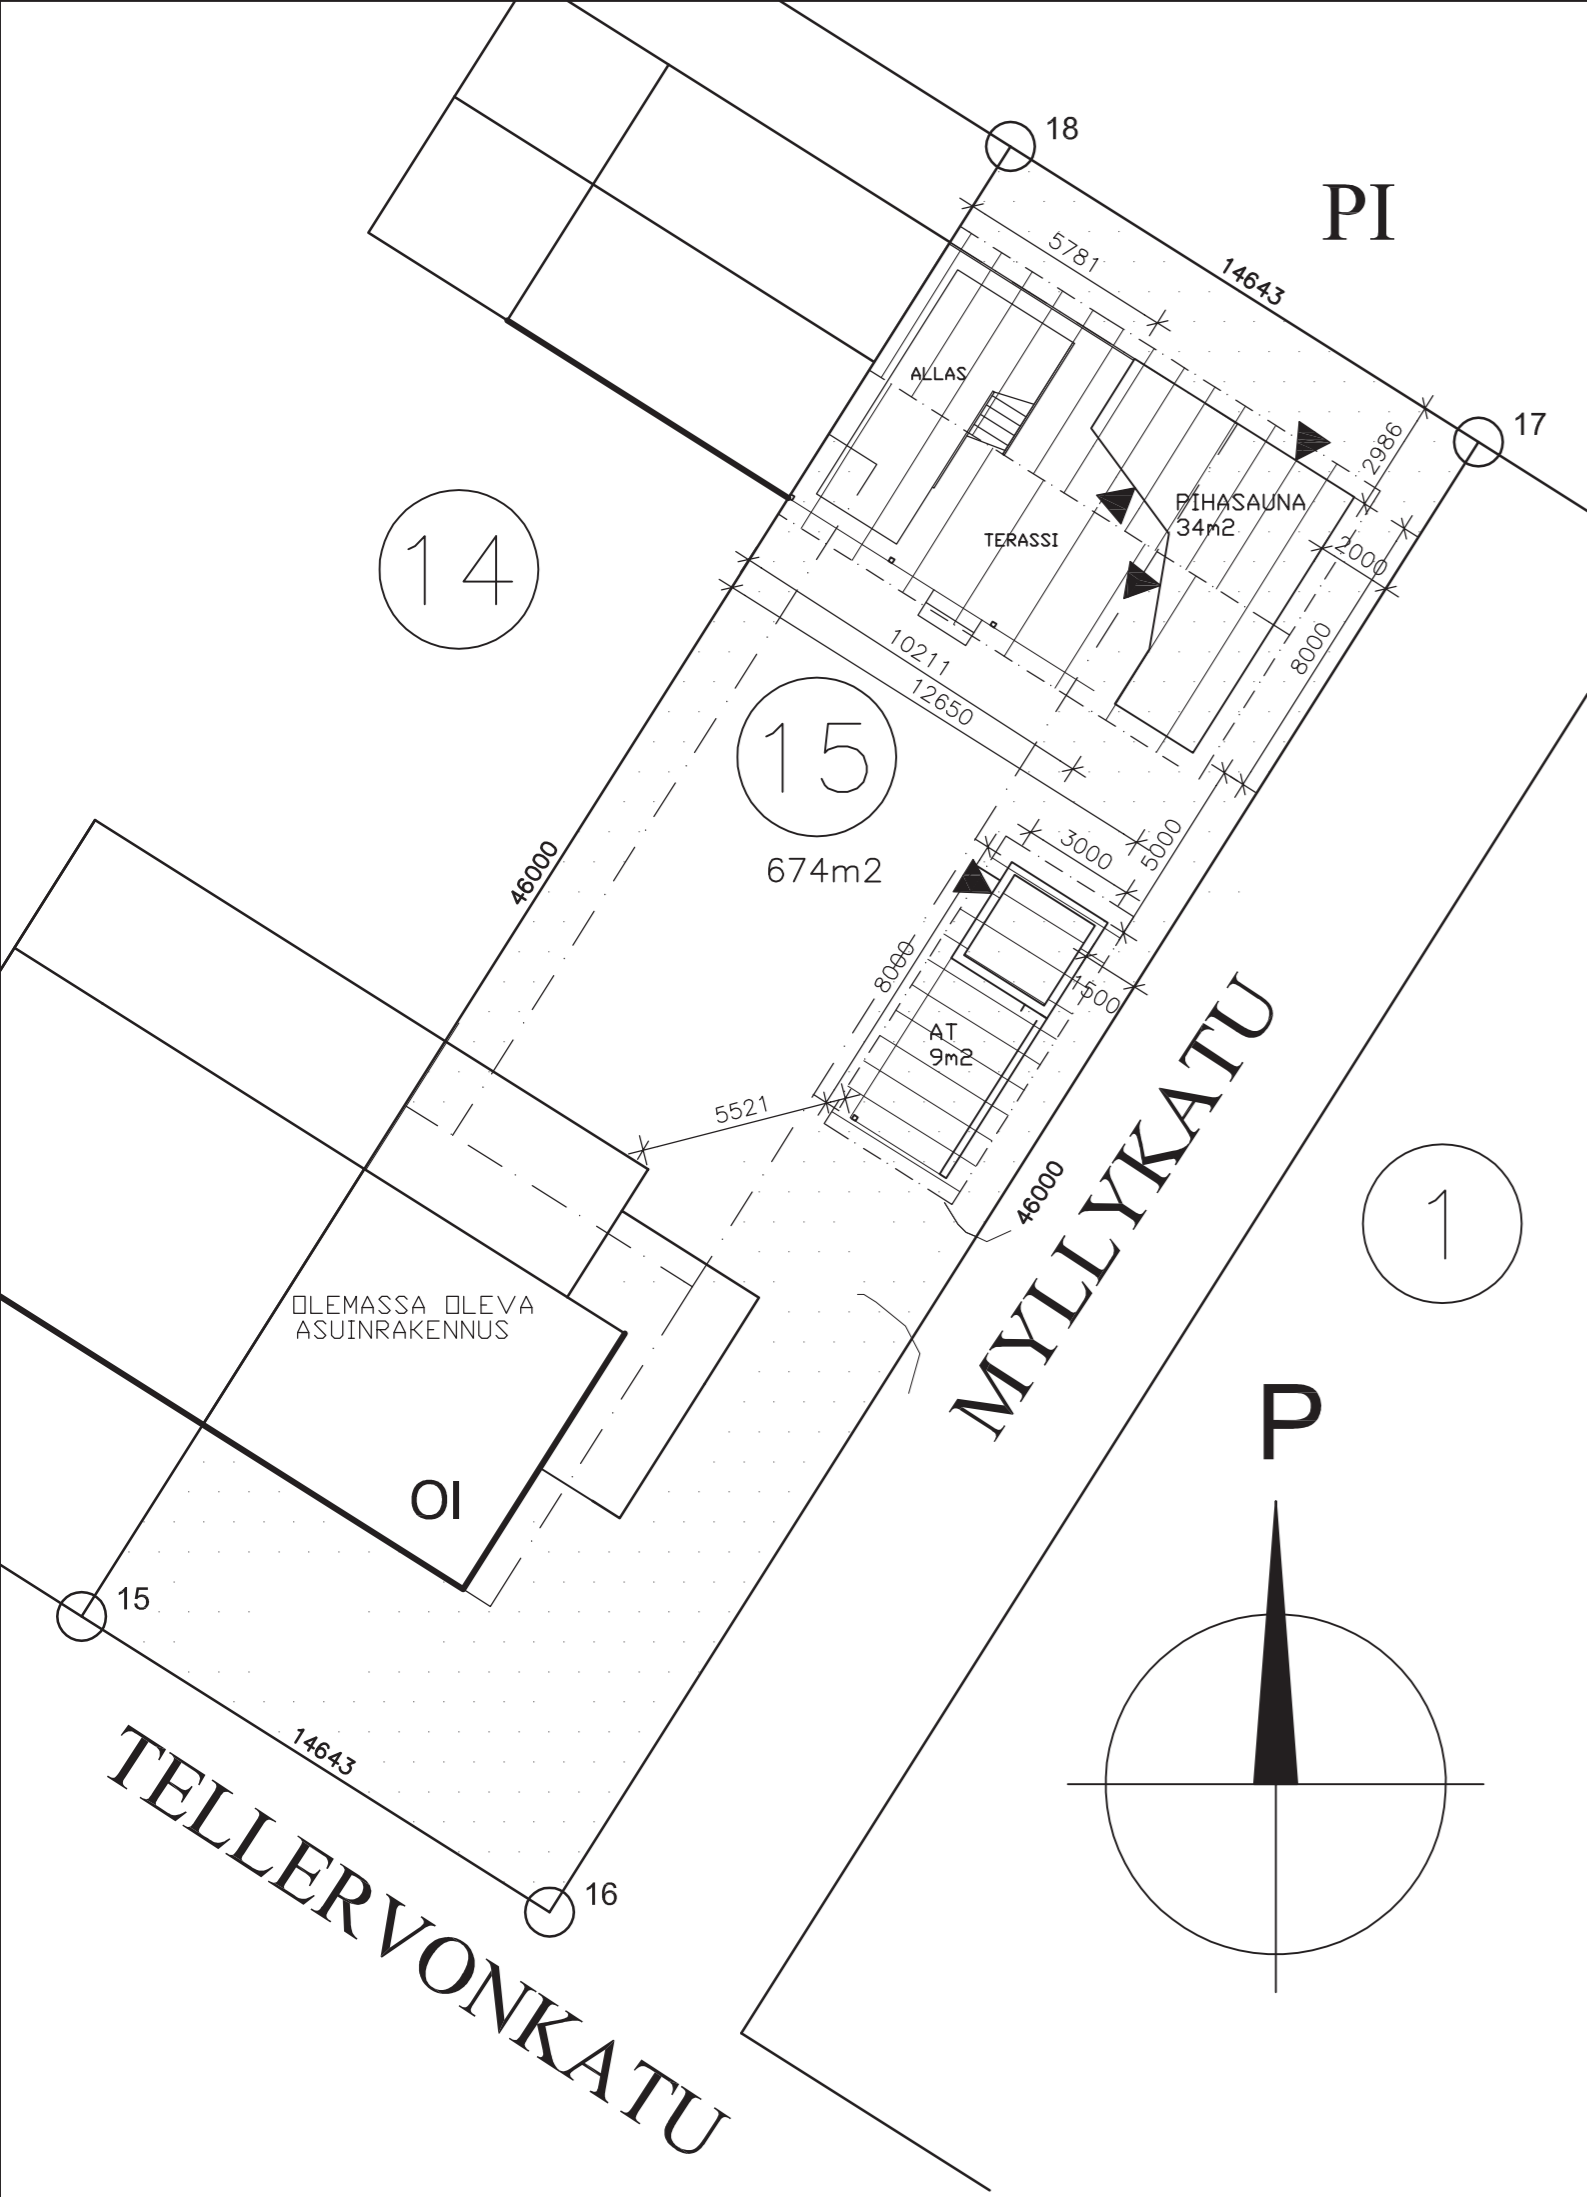 18
PI
5781
14643
17
2986
ALLAS
PIHASAUNA
34m2
TERASSI
2000
14
8000
10211
12650
15
674m2
3000
5000
46000
8000
1500
AT
9m2
5521
46000
MYLLYKATU
1
OLEMASSA OLEVA
ASUINRAKENNUS
P
OI
15
14643
TELLERVONKATU
16